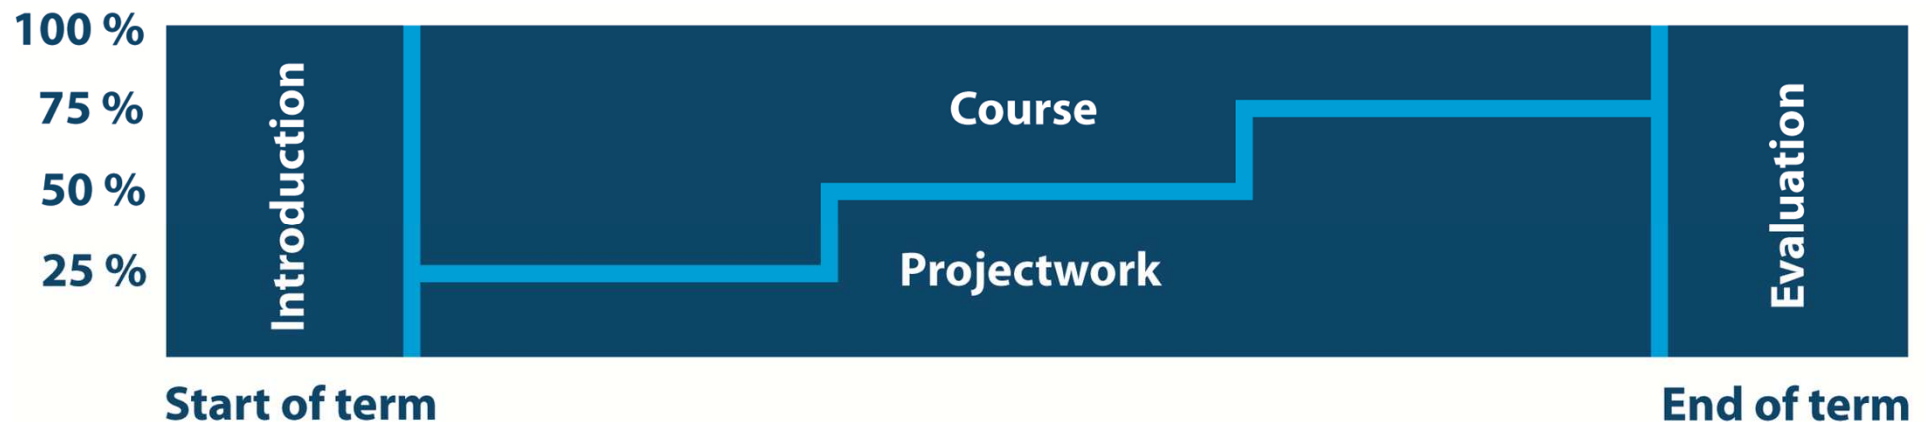 100 %
75 %
50 %
25 %
Introduction
Course
Projectwork
Evaluation
Start of term
End of term